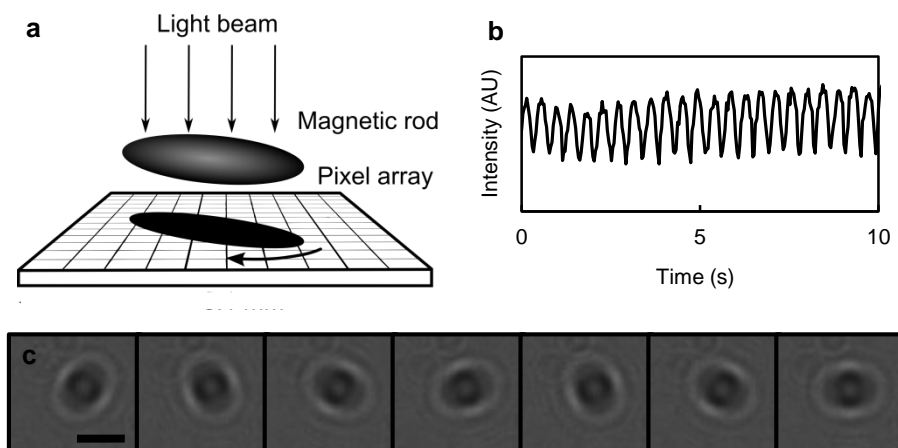 a
Light beam
Magnetic rod
Pixel array
b
Intensity (AU)
0
5
10
Time (s)
c